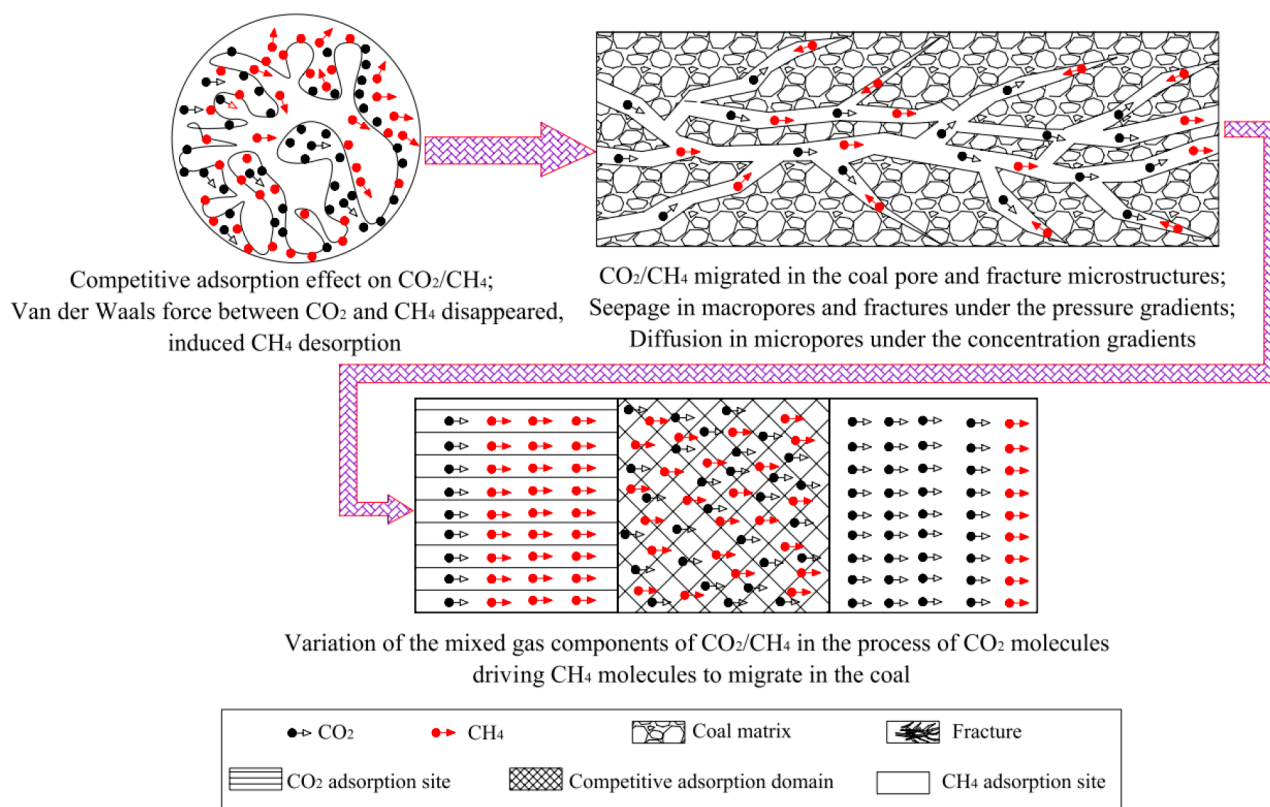 Competitive adsorption effect on CO₂/CH₄;
Van der Waals force between CO₂ and CH₄ disappeared,
induced CH₄ desorption
CO₂/CH₄ migrated in the coal pore and fracture microstructures;
Seepage in macropores and fractures under the pressure gradients;
Diffusion in micropores under the concentration gradients
Variation of the mixed gas components of CO₂/CH₄ in the process of CO₂ molecules
driving CH₄ molecules to migrate in the coal
CO₂
CH₄
Coal matrix
Fracture
CO₂ adsorption site
Competitive adsorption domain
CH₄ adsorption site